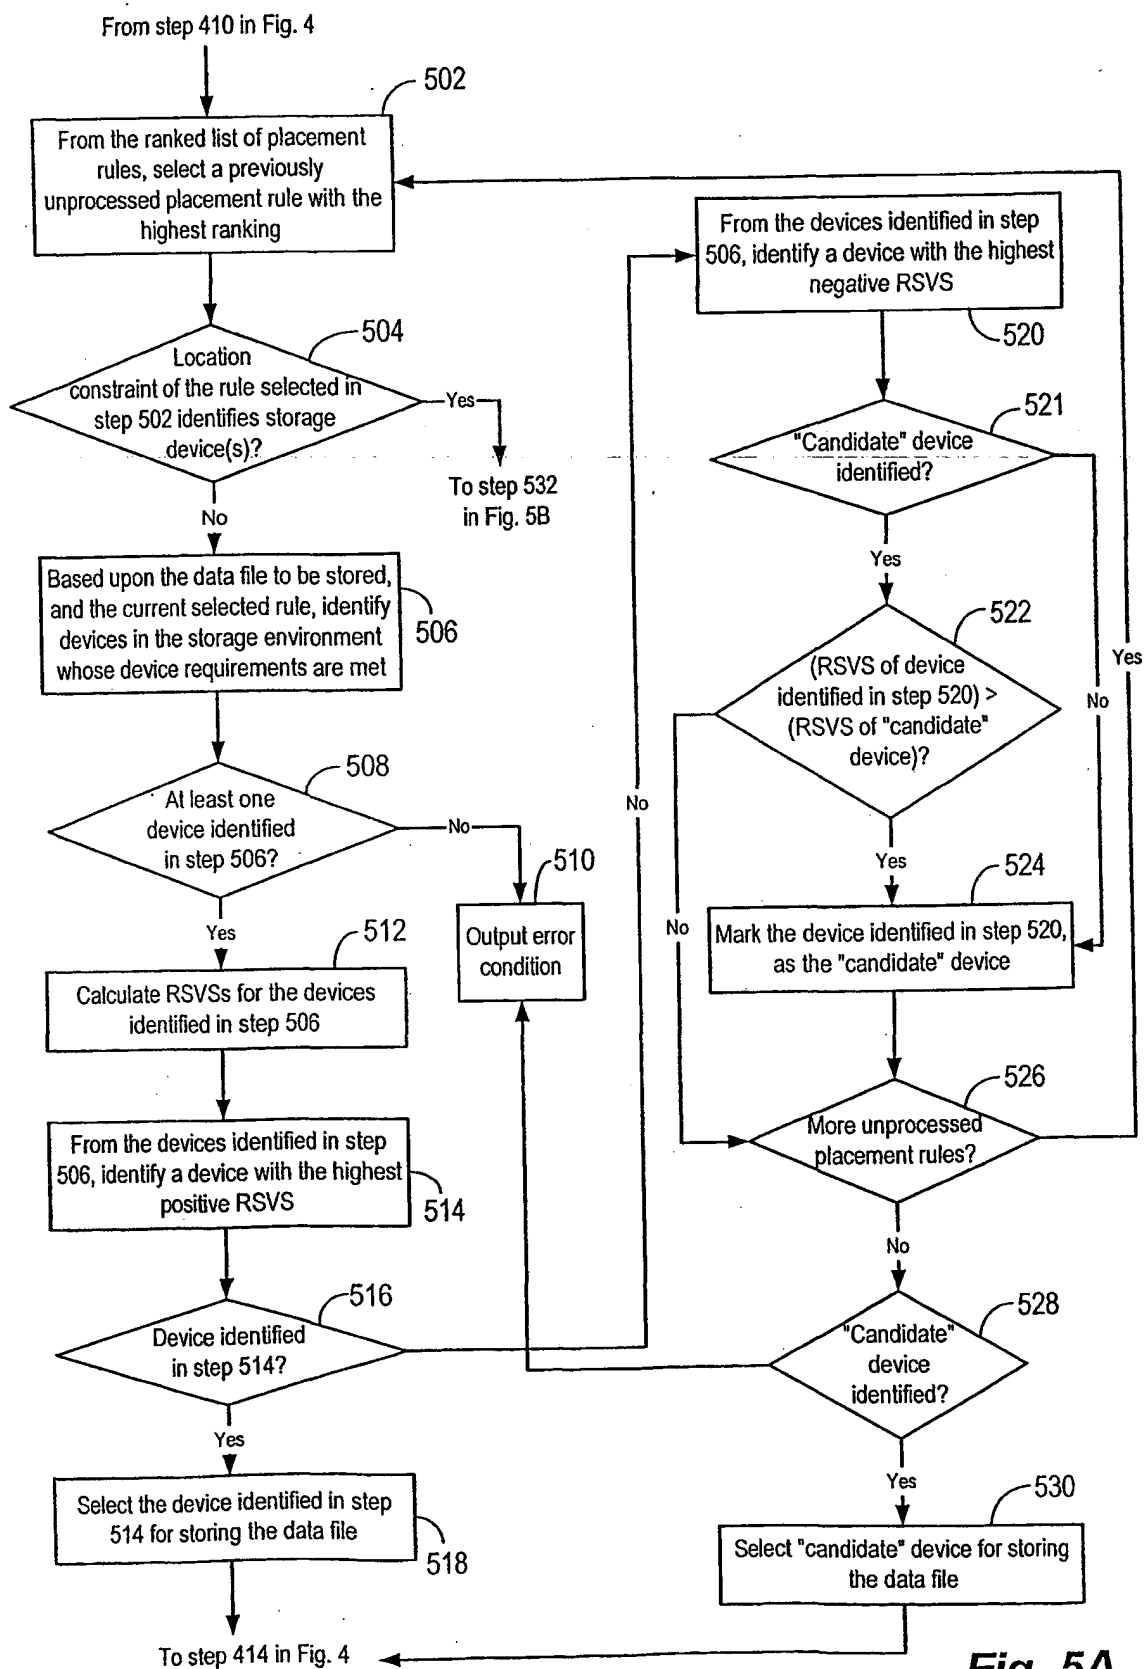 From step 410 in Fig. 4
502
From the ranked list of placement
rules, select a previously
unprocessed placement rule with the
highest ranking
504
Location
constraint of the rule selected in
step 502 identifies storage
device(s)?
Yes
To step 532
in Fig. 5B
No
Based upon the data file to be stored,
and the current selected rule, identify
devices in the storage environment
whose device requirements are met
506
508
At least one
device identified
in step 506?
No
510
Output error
condition
Yes
512
Calculate RSVSs for the devices
identified in step 506
From the devices identified in step
506, identify a device with the highest
positive RSVS
514
516
Device identified
in step 514?
No
Yes
Select the device identified in step
514 for storing the data file
518
To step 414 in Fig. 4
From the devices identified in step
506, identify a device with the highest
negative RSVS
520
521
"Candidate" device
identified?
No
Yes
522
(RSVS of device
identified in step 520) >
(RSVS of "candidate"
device)?
No
Yes
524
Mark the device identified in step 520,
as the "candidate" device
526
More unprocessed
placement rules?
Yes
No
528
"Candidate"
device
identified?
Yes
530
Select "candidate" device for storing
the data file
Fig. 5A